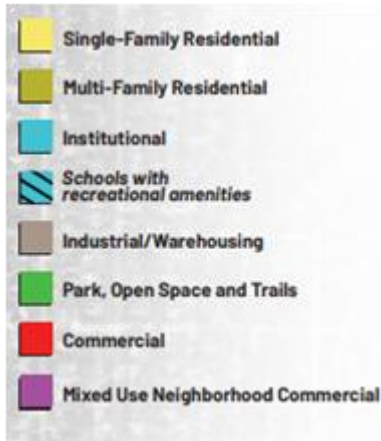 Single-Family Residential
Multi-Family Residential
Institutional
Schools with
recreational amenities
Industrial/Warehousing
Park, Open Space and Trails
Commercial
Mixed Use Neighborhood Commercial